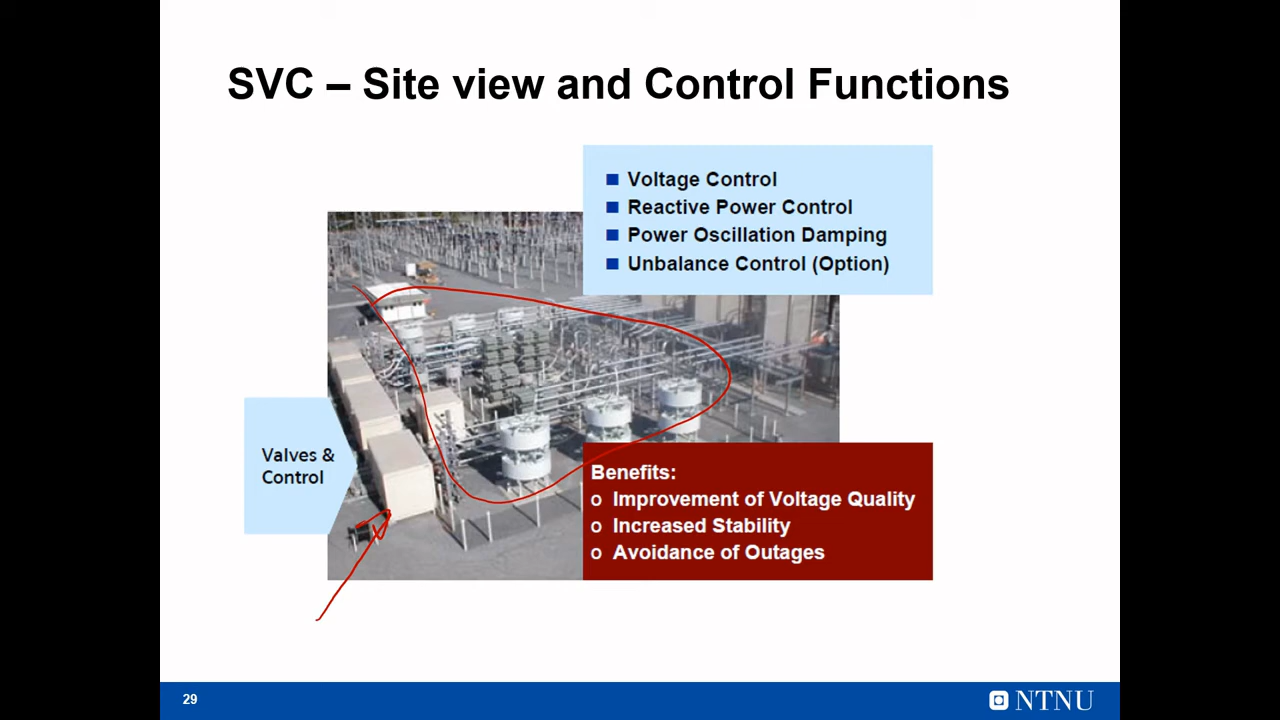 SVC – Site view and Control Functions
Voltage Control
Reactive Power Control
Power Oscillation Damping
Unbalance Control (Option)
Valves &
Control
Benefits:
o Improvement of Voltage Quality
o Increased Stability
o Avoidance of Outages
29
NTNU